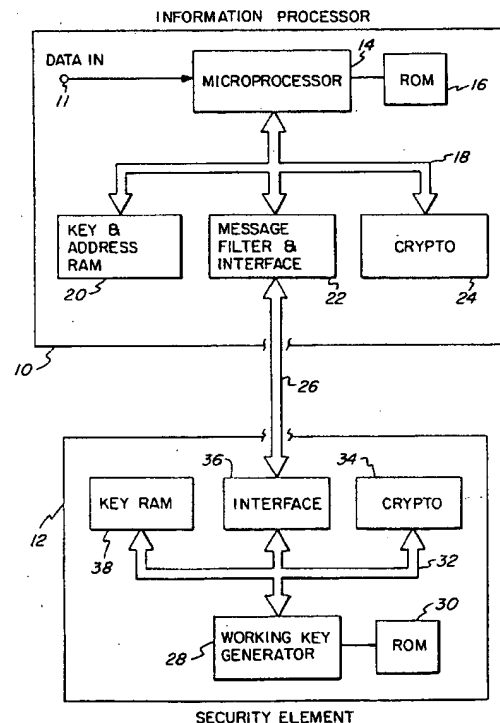 INFORMATION PROCESSOR
14
DATA IN
11
MICROPROCESSOR
ROM
16
18
KEY &
ADDRESS
RAM
20
MESSAGE
FILTER &
INTERFACE
22
CRYPTO
24
10
26
12
36
34
KEY RAM
38
INTERFACE
CRYPTO
32
30
28
WORKING KEY
GENERATOR
ROM
SECURITY ELEMENT